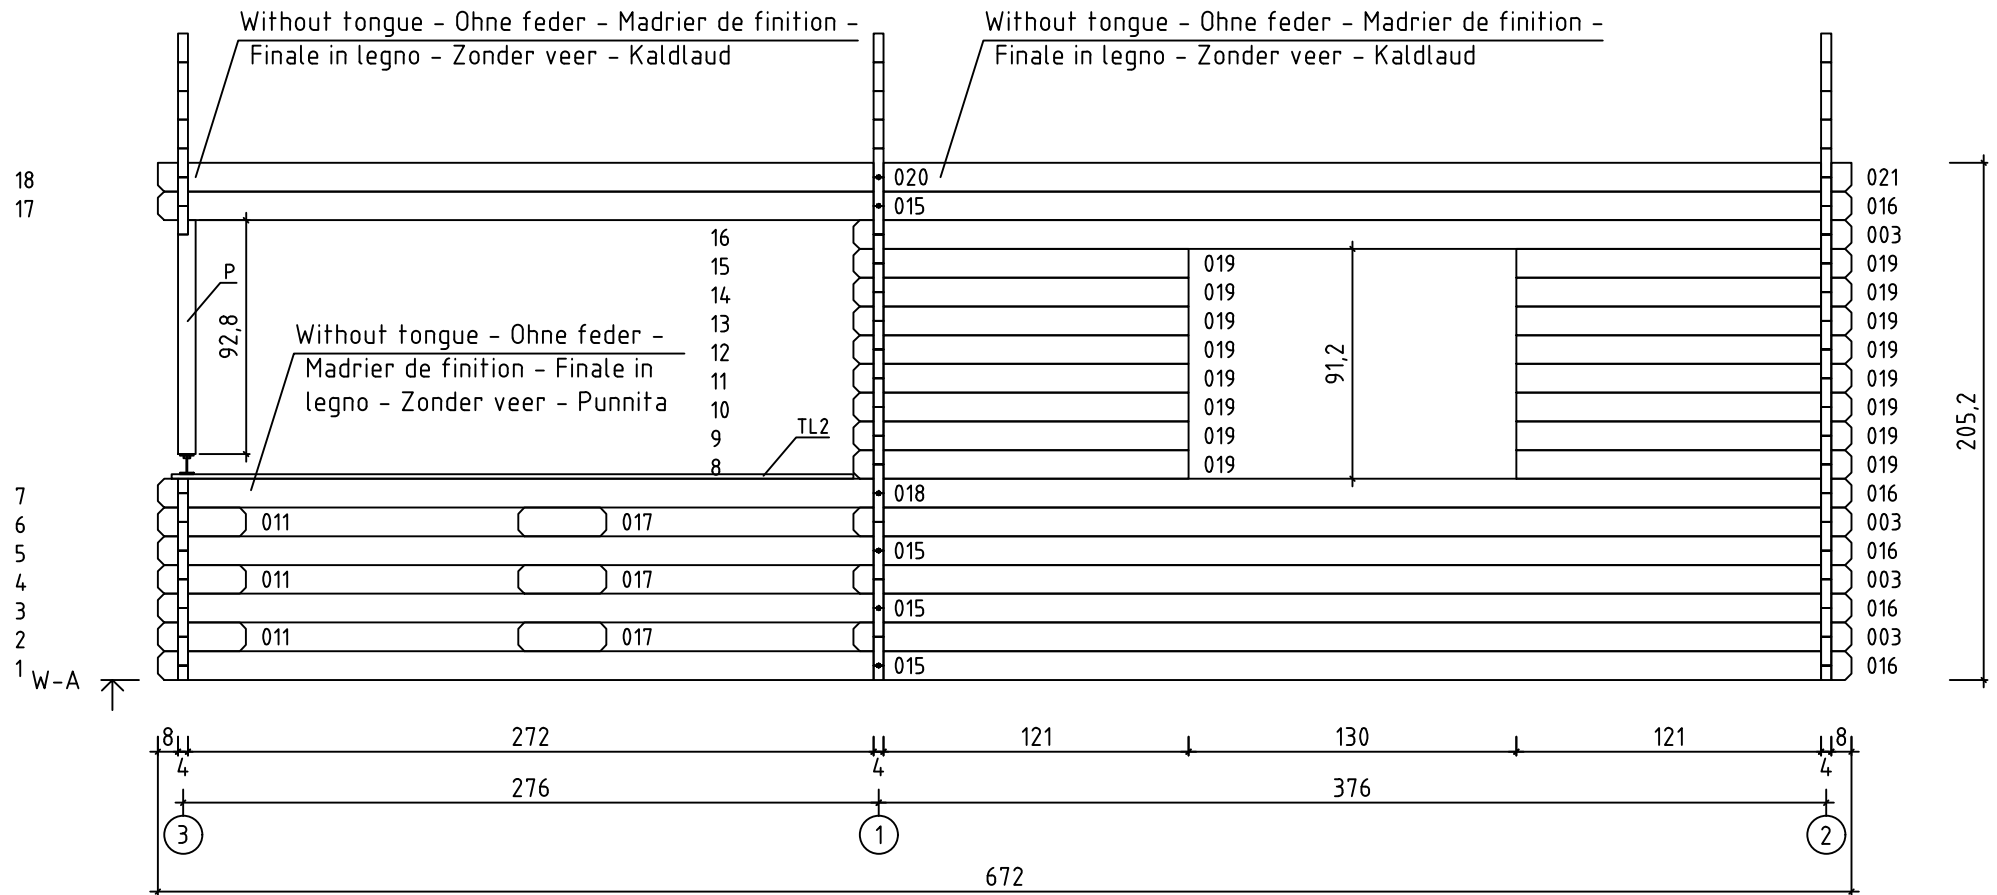 Without tongue - Ohne feder - Madrier de finition -
Finale in legno - Zonder veer - Kaldlaud
Without tongue - Ohne feder - Madrier de finition -
Finale in legno - Zonder veer - Kaldlaud
18 020 021
17 015 016
16 003
15 019 019
14 019 019
13 019 019
12 019 019
11 019 019
10 019 019
9 019 019
8 019 019
P
92,8
Without tongue - Ohne feder -
Madrier de finition - Finale in
legno - Zonder veer - Punnita
TL2
91,2
205,2
7 018 016
6 011 017 003
5 015 016
4 011 017 003
3 015 016
2 011 017 003
1 015 016
W-A
8 272 121 130 121 8
4 4 4
276 376
3 1 2
672